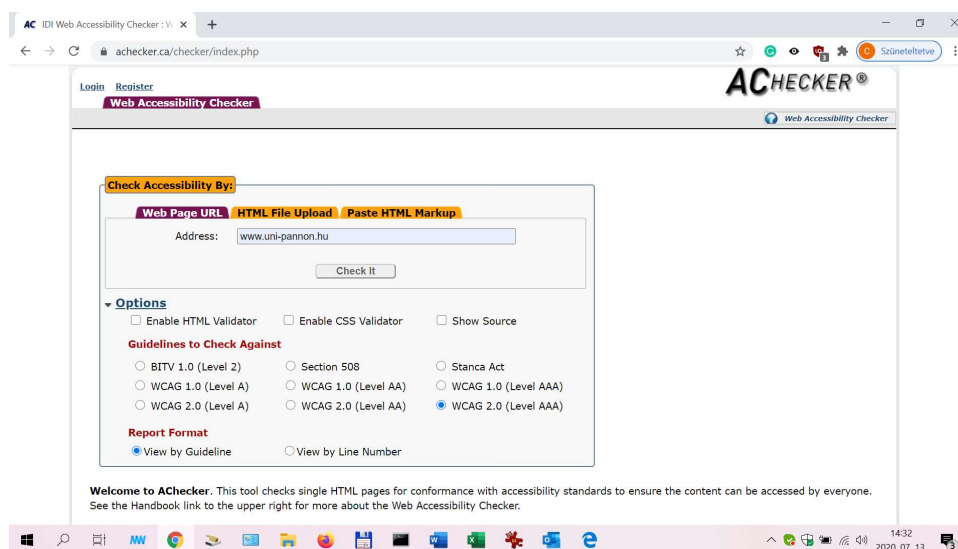 AC IDI Web Accessibility Checker : W
achecker.ca/checker/index.php
3
C Szüneteltetve
Login Register
ACHECKER ®
Web Accessibility Checker
Web Accessibility Checker
Check Accessibility By:
Web Page URL HTML File Upload Paste HTML Markup
Address: www.uni-pannon.hu
Check It
Options
Enable HTML Validator Enable CSS Validator Show Source
Guidelines to Check Against
BITV 1.0 (Level 2) Section 508 Stanca Act
WCAG 1.0 (Level A) WCAG 1.0 (Level AA) WCAG 1.0 (Level AAA)
WCAG 2.0 (Level A) WCAG 2.0 (Level AA) WCAG 2.0 (Level AAA)
Report Format
View by Guideline View by Line Number
Welcome to AChecker. This tool checks single HTML pages for conformance with accessibility standards to ensure the content can be accessed by everyone.
See the Handbook link to the upper right for more about the Web Accessibility Checker.
14:32
2020. 07. 13.
3